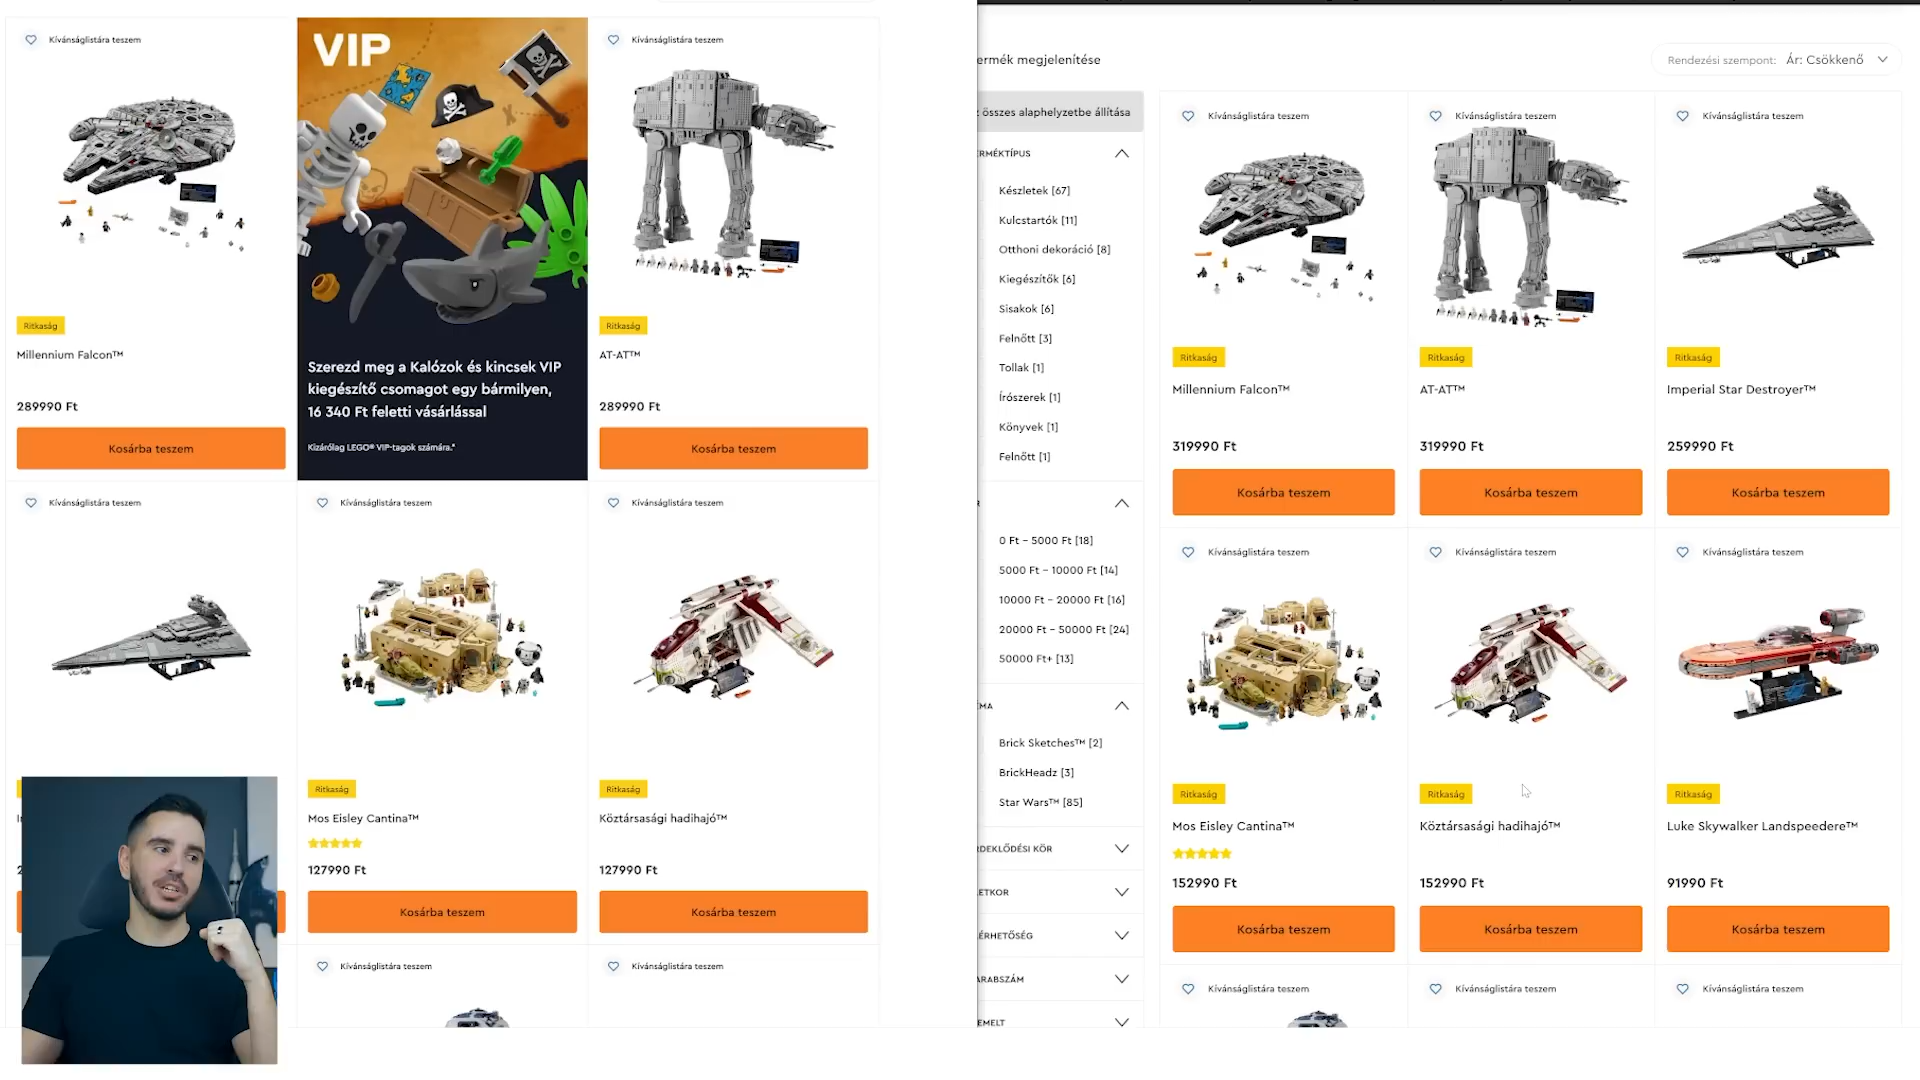 Kívánságlistára teszem
VIP
Kívánságlistára teszem
Ritkaság
Millennium Falcon™
289990 Ft
Kosárba teszem
Szerezd meg a Kalózok és kincsek VIP
kiegészítő csomagot egy bármilyen,
16 340 Ft feletti vásárlással
Kizárólag LEGO® VIP-tagok számára.*
Ritkaság
AT-AT™
289990 Ft
Kosárba teszem
Kívánságlistára teszem
Kívánságlistára teszem
Kívánságlistára teszem
Ritkaság
Mos Eisley Cantina™
127990 Ft
Kosárba teszem
Ritkaság
Köztársasági hadihajó™
127990 Ft
Kosárba teszem
Kívánságlistára teszem
Kívánságlistára teszem
ermék megjelenítése
Rendezési szempont: Ár: Csökkenő
összes alaphelyzetbe állítása
ERMÉKTÍPUS
Készletek [67]
Kulcstartók [11]
Otthoni dekoráció [8]
Kiegészítők [6]
Sisakok [6]
Felnőtt [3]
Tollak [1]
Írószerek [1]
Könyvek [1]
Felnőtt [1]
0 Ft – 5000 Ft [18]
5000 Ft – 10000 Ft [14]
10000 Ft – 20000 Ft [16]
20000 Ft – 50000 Ft [24]
50000 Ft+ [13]
MA
Brick Sketches™ [2]
BrickHeadz [3]
Star Wars™ [85]
RDEKLŐDÉSI KÖR
ETKOR
ÉRHETŐSÉG
ARABSZÁM
EMELT
Kívánságlistára teszem
Kívánságlistára teszem
Kívánságlistára teszem
Ritkaság
Millennium Falcon™
319990 Ft
Kosárba teszem
Ritkaság
AT-AT™
319990 Ft
Kosárba teszem
Ritkaság
Imperial Star Destroyer™
259990 Ft
Kosárba teszem
Kívánságlistára teszem
Kívánságlistára teszem
Kívánságlistára teszem
Ritkaság
Mos Eisley Cantina™
152990 Ft
Kosárba teszem
Ritkaság
Köztársasági hadihajó™
152990 Ft
Kosárba teszem
Ritkaság
Luke Skywalker Landspeedere™
91990 Ft
Kosárba teszem
Kívánságlistára teszem
Kívánságlistára teszem
Kívánságlistára teszem